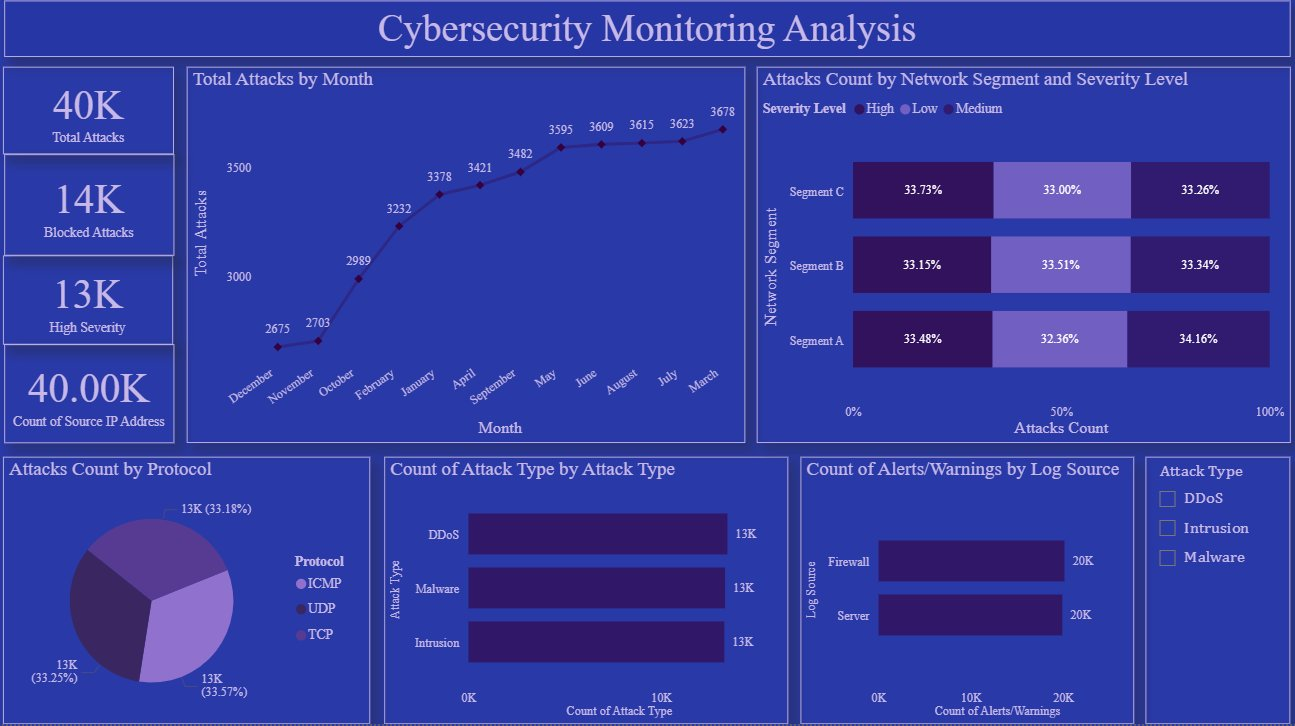 Cybersecurity Monitoring Analysis
40K
Total Attacks
14K
Blocked Attacks
13K
High Severity
40.00K
Count of Source IP Address
Total Attacks by Month
Total Attacks
3500
3000
2675
2703
2989
3232
3378
3421
3482
3595
3609
3615
3623
3678
December
November
October
February
January
April
September
May
June
August
July
March
Month
Attacks Count by Network Segment and Severity Level
Severity Level High Low Medium
Network Segment
Segment C 33.73% 33.00% 33.26%
Segment B 33.15% 33.51% 33.34%
Segment A 33.48% 32.36% 34.16%
0% 50% 100%
Attacks Count
Attacks Count by Protocol
13K (33.18%)
13K
(33.25%)
13K
(33.57%)
Protocol
ICMP
UDP
TCP
Count of Attack Type by Attack Type
Attack Type
DDoS 13K
Malware 13K
Intrusion 13K
0K 10K
Count of Attack Type
Count of Alerts/Warnings by Log Source
Log Source
Firewall 20K
Server 20K
0K 10K 20K
Count of Alerts/Warnings
Attack Type
DDoS
Intrusion
Malware